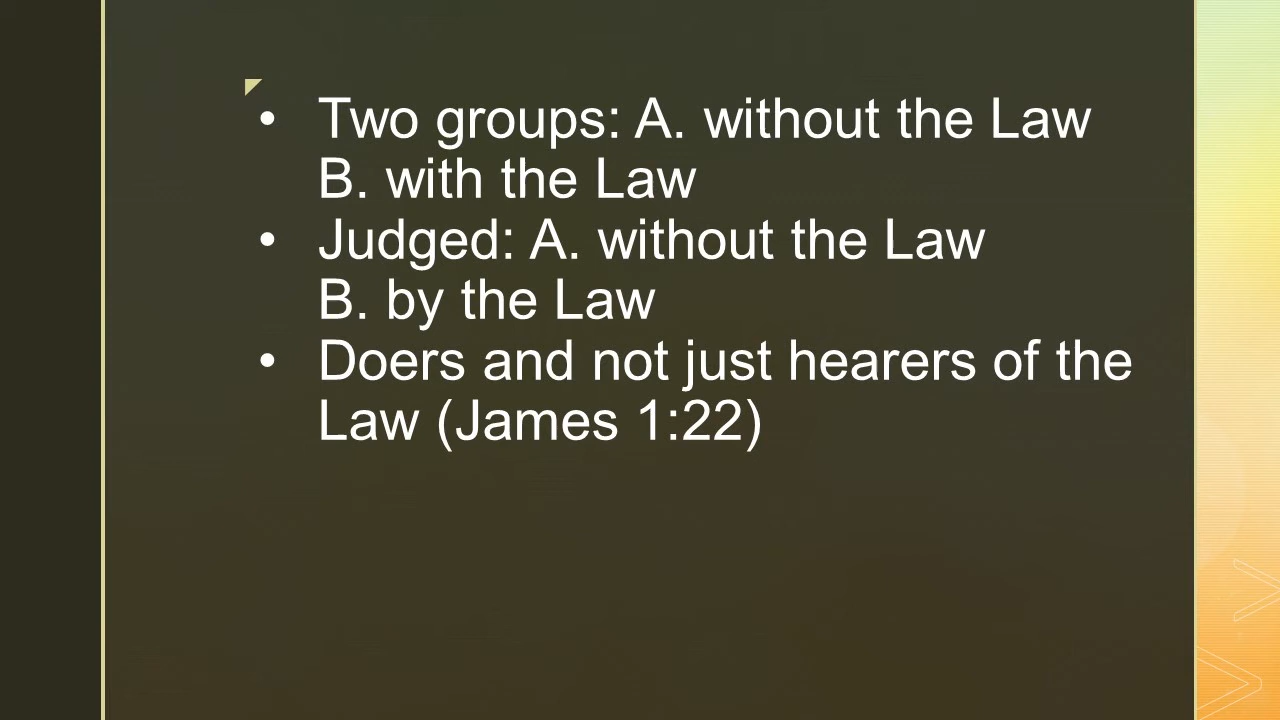 • Two groups: A. without the Law
B. with the Law
• Judged: A. without the Law
B. by the Law
• Doers and not just hearers of the
Law (James 1:22)